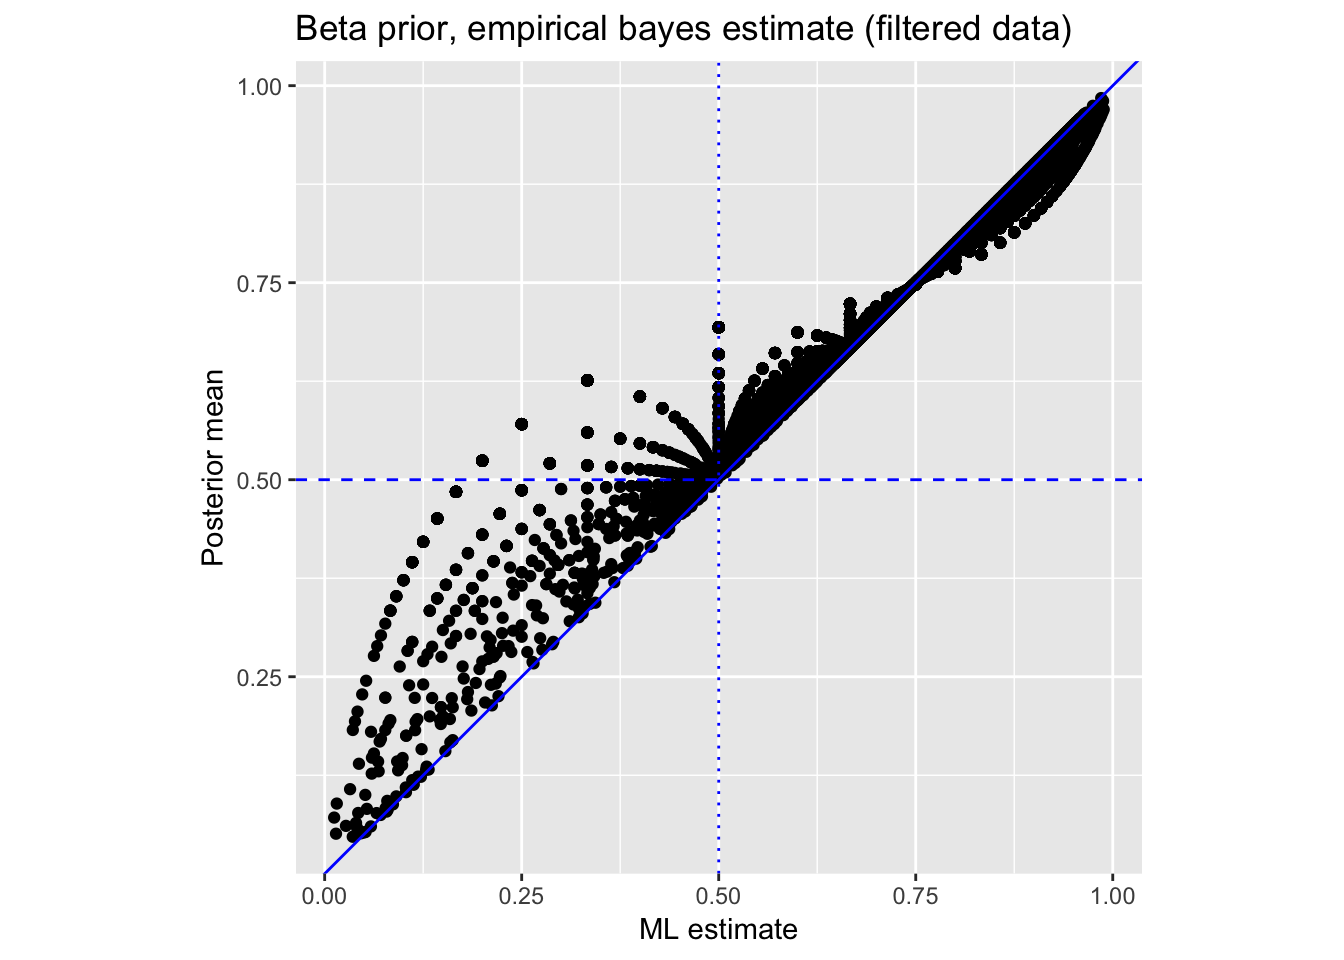 Beta prior, empirical bayes estimate (filtered data)
Posterior mean
1.00
0.75
0.50
0.25
0.00 0.25 0.50 0.75 1.00
ML estimate